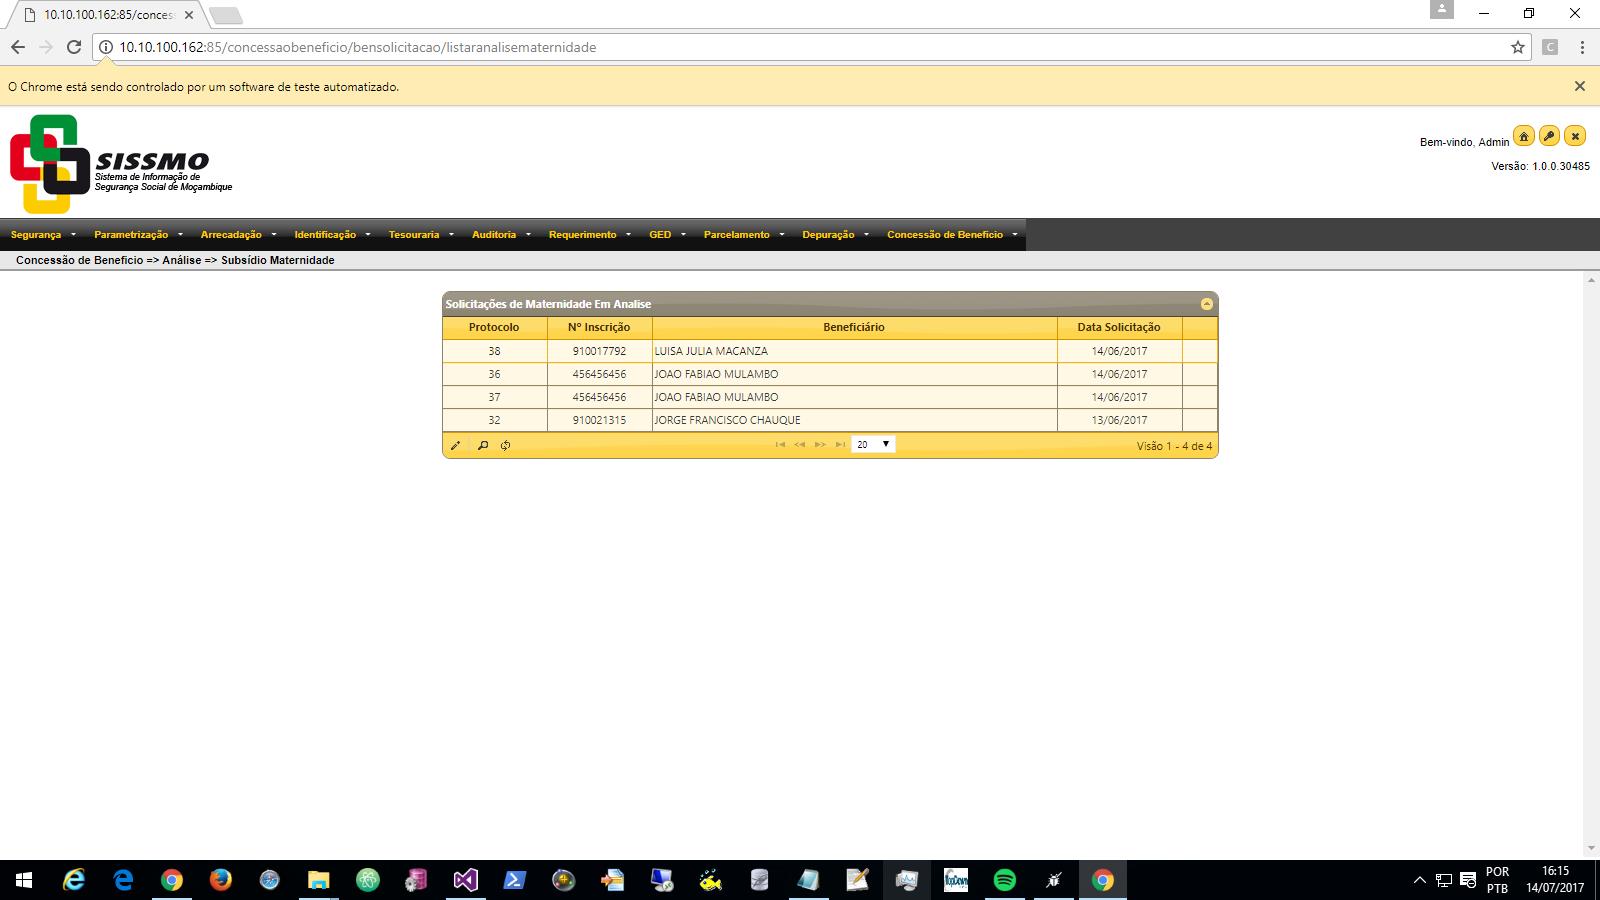 10.10.100.162:85/conces
10.10.100.162:85/concessaobeneficio/bensolicitacao/listaranalisematernidade
C
O Chrome está sendo controlado por um software de teste automatizado.
SISSMO
Sistema de Informação de
Segurança Social de Moçambique
Bem-vindo, Admin
Versão: 1.0.0.30485
Segurança Parametrização Arrecadação Identificação Tesouraria Auditoria Requerimento GED Parcelamento Depuração Concessão de Beneficio
Concessão de Beneficio => Análise => Subsídio Maternidade
Solicitações de Maternidade Em Analise
Protocolo Nº Inscrição Beneficiário Data Solicitação
38 910017792 LUISA JULIA MACANZA 14/06/2017
36 456456456 JOAO FABIAO MULAMBO 14/06/2017
37 456456456 JOAO FABIAO MULAMBO 14/06/2017
32 910021315 JORGE FRANCISCO CHAUQUE 13/06/2017
20 Visão 1 - 4 de 4
POR 16:15
PTB 14/07/2017